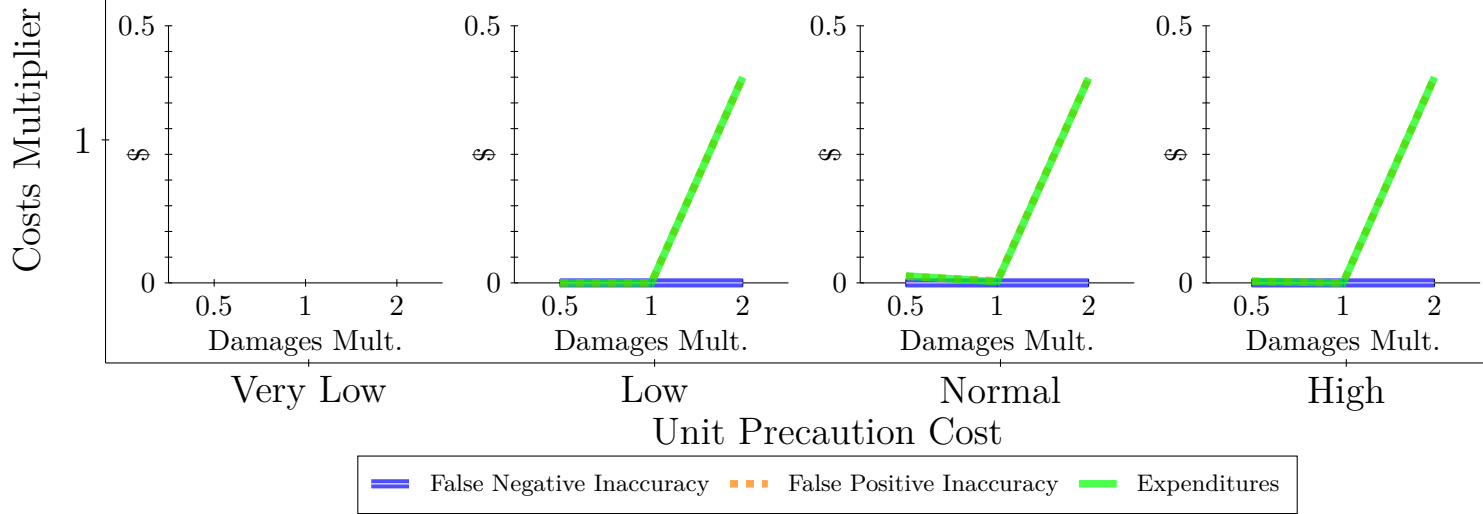 Costs Multiplier
1
0.5
$
0
0.5 1 2
Damages Mult.
0.5
$
0
0.5 1 2
Damages Mult.
0.5
$
0
0.5 1 2
Damages Mult.
0.5
$
0
0.5 1 2
Damages Mult.
Very Low Low Normal High
Unit Precaution Cost
False Negative Inaccuracy False Positive Inaccuracy Expenditures